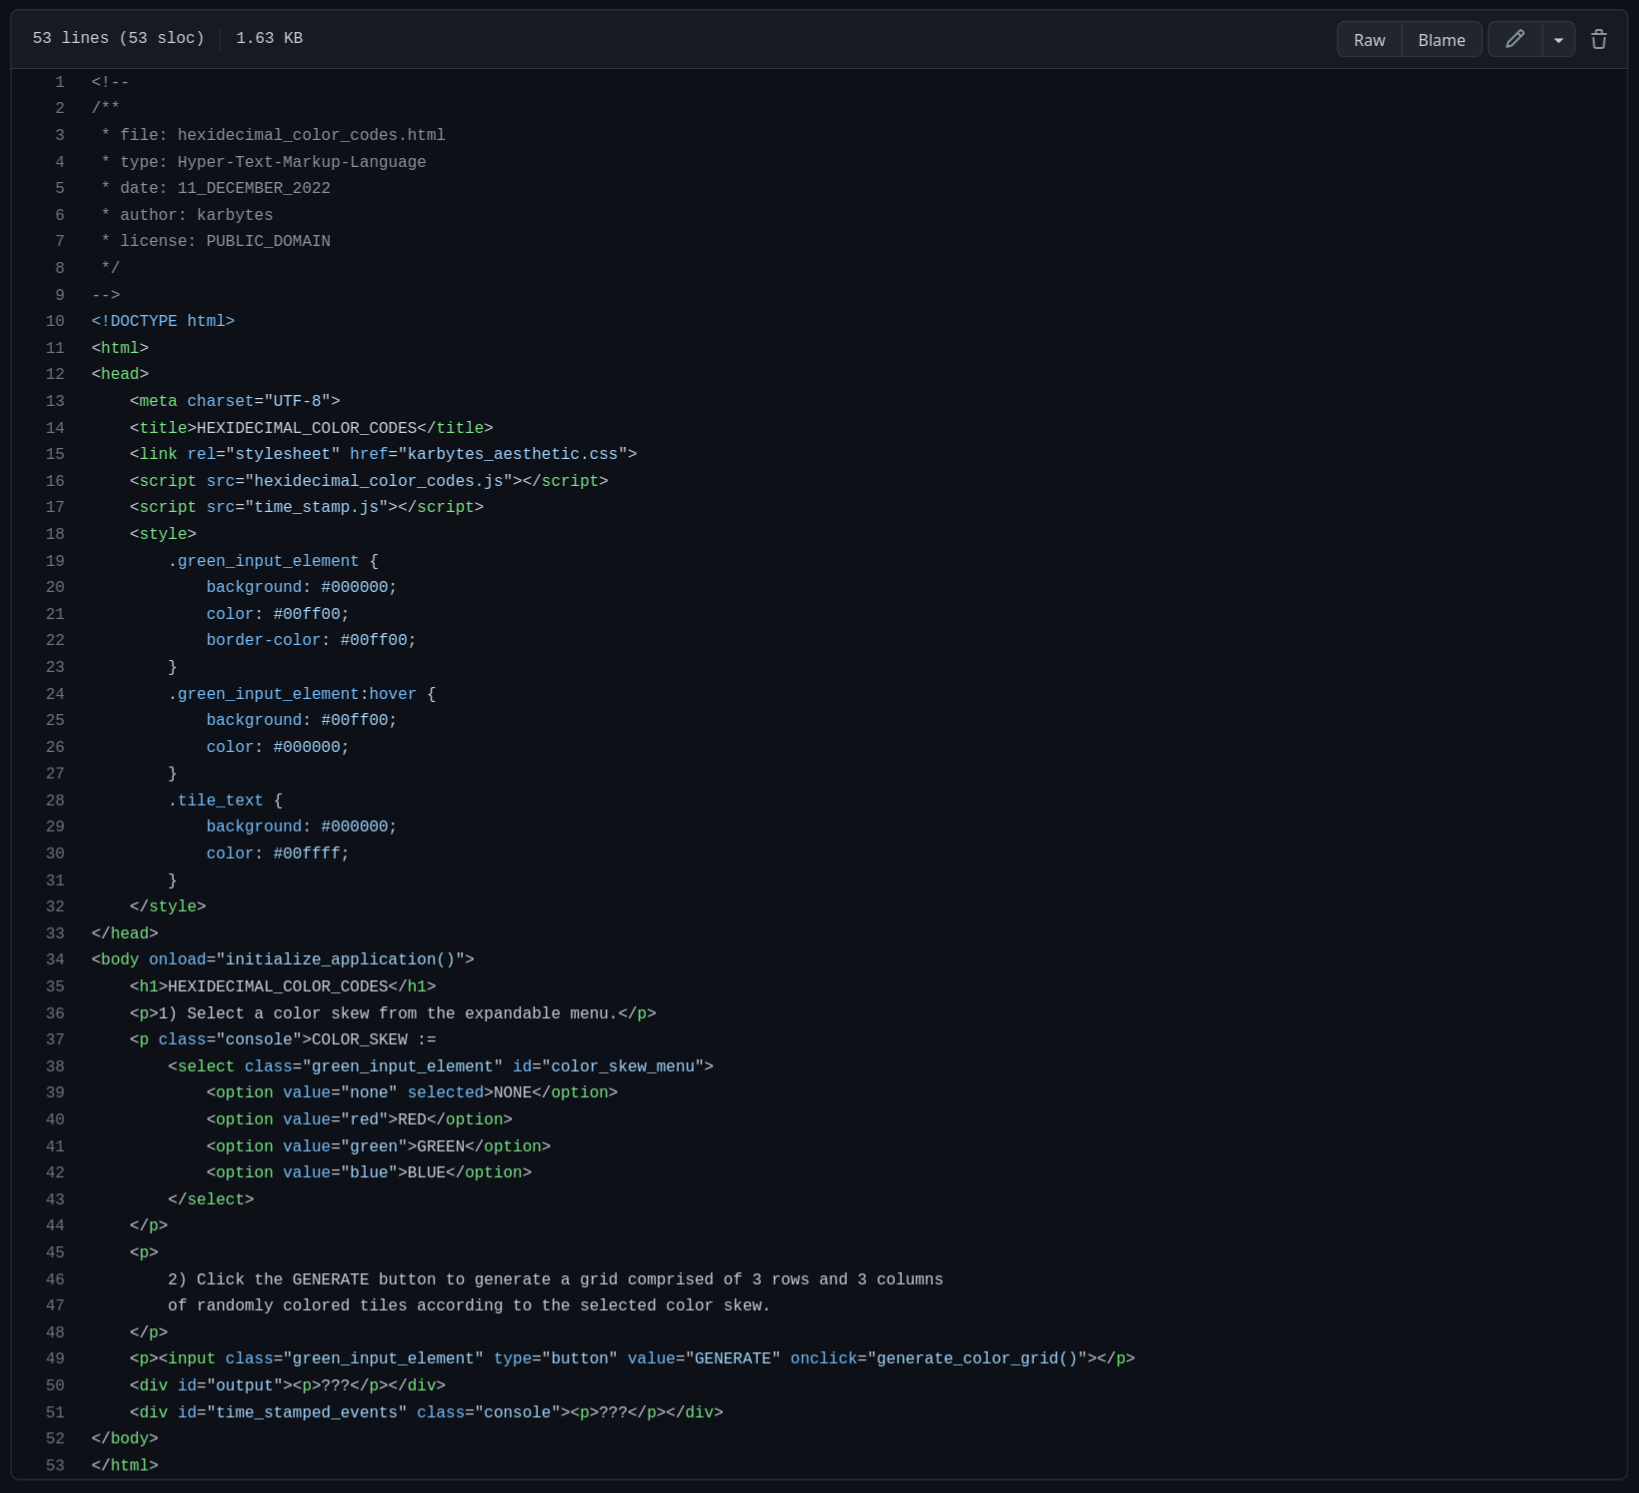 53 lines (53 sloc) 1.63 KB Raw Blame
1 <!--
2 /**
3  * file: hexidecimal_color_codes.html
4  * type: Hyper-Text-Markup-Language
5  * date: 11_DECEMBER_2022
6  * author: karbytes
7  * license: PUBLIC_DOMAIN
8  */
9 -->
10 <!DOCTYPE html>
11 <html>
12 <head>
13     <meta charset="UTF-8">
14     <title>HEXIDECIMAL_COLOR_CODES</title>
15     <link rel="stylesheet" href="karbytes_aesthetic.css">
16     <script src="hexidecimal_color_codes.js"></script>
17     <script src="time_stamp.js"></script>
18     <style>
19         .green_input_element {
20             background: #000000;
21             color: #00ff00;
22             border-color: #00ff00;
23         }
24         .green_input_element:hover {
25             background: #00ff00;
26             color: #000000;
27         }
28         .tile_text {
29             background: #000000;
30             color: #00ffff;
31         }
32     </style>
33 </head>
34 <body onload="initialize_application()">
35     <h1>HEXIDECIMAL_COLOR_CODES</h1>
36     <p>1) Select a color skew from the expandable menu.</p>
37     <p class="console">COLOR_SKEW :=
38         <select class="green_input_element" id="color_skew_menu">
39             <option value="none" selected>NONE</option>
40             <option value="red">RED</option>
41             <option value="green">GREEN</option>
42             <option value="blue">BLUE</option>
43         </select>
44     </p>
45     <p>
46         2) Click the GENERATE button to generate a grid comprised of 3 rows and 3 columns
47         of randomly colored tiles according to the selected color skew.
48     </p>
49     <p><input class="green_input_element" type="button" value="GENERATE" onclick="generate_color_grid()"></p>
50     <div id="output"><p>???</p></div>
51     <div id="time_stamped_events" class="console"><p>???</p></div>
52 </body>
53 </html>